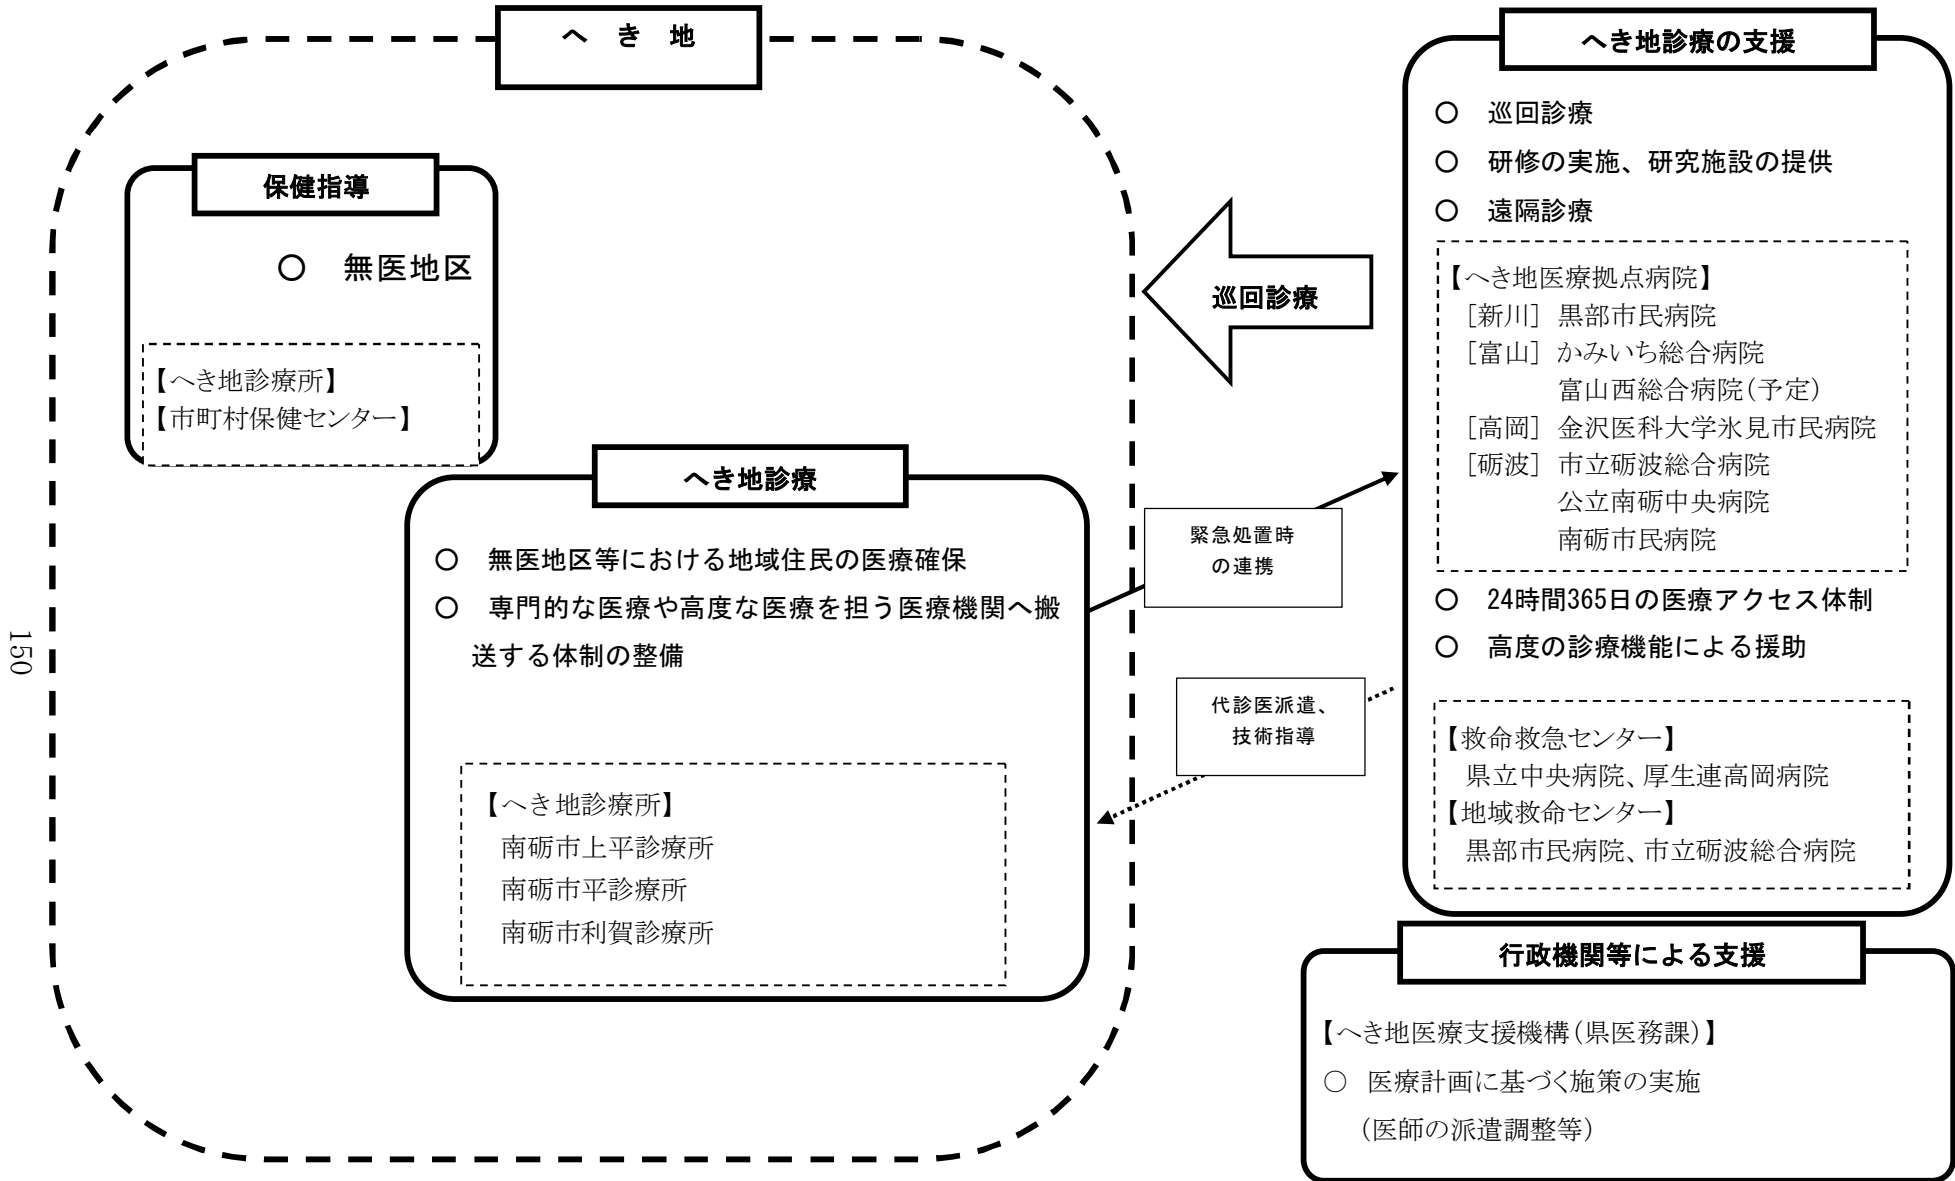 へ　き　地
保健指導
○　無医地区
【へき地診療所】
【市町村保健センター】
へき地診療
○　無医地区等における地域住民の医療確保
○　専門的な医療や高度な医療を担う医療機関へ搬
送する体制の整備
【へき地診療所】
南砺市上平診療所
南砺市平診療所
南砺市利賀診療所
巡回診療
緊急処置時
の連携
代診医派遣、
技術指導
へき地診療の支援
○　巡回診療
○　研修の実施、研究施設の提供
○　遠隔診療
【へき地医療拠点病院】
［新川］ 黒部市民病院
［富山］ かみいち総合病院
富山西総合病院（予定）
［高岡］ 金沢医科大学氷見市民病院
［砺波］ 市立砺波総合病院
公立南砺中央病院
南砺市民病院
○　24時間365日の医療アクセス体制
○　高度の診療機能による援助
【救命救急センター】
県立中央病院、厚生連高岡病院
【地域救命センター】
黒部市民病院、市立砺波総合病院
行政機関等による支援
【へき地医療支援機構（県医務課）】
○　医療計画に基づく施策の実施
（医師の派遣調整等）
150